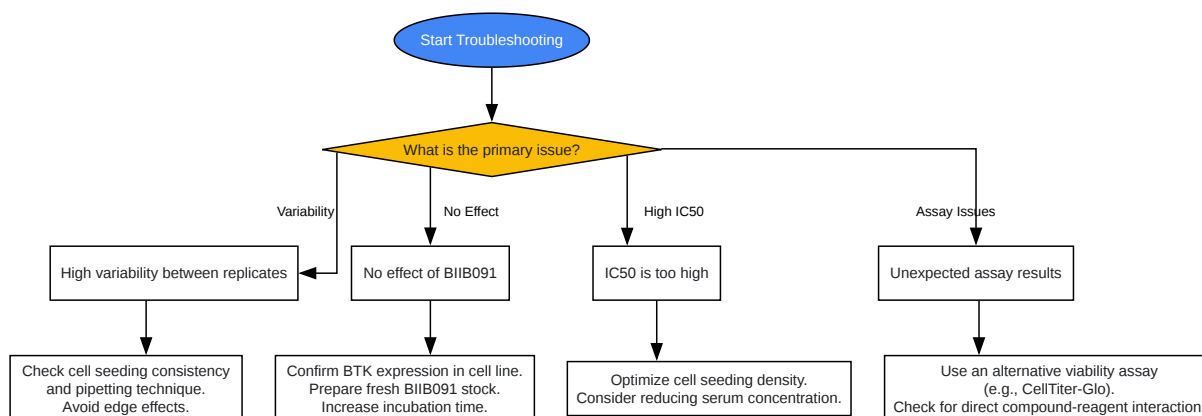 Start Troubleshooting
What is the primary issue?
Variability
No Effect
High IC50
Assay Issues
High variability between replicates
No effect of BIIB091
IC50 is too high
Unexpected assay results
Check cell seeding consistency
and pipetting technique.
Avoid edge effects.
Confirm BTK expression in cell line.
Prepare fresh BIIB091 stock.
Increase incubation time.
Optimize cell seeding density.
Consider reducing serum concentration.
Use an alternative viability assay
(e.g., CellTiter-Glo).
Check for direct compound-reagent interaction